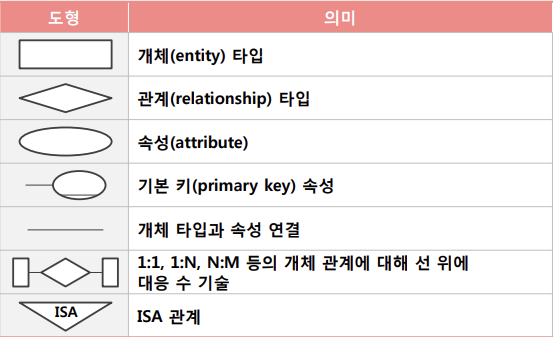 도형 의미
개체(entity) 타입
관계(relationship) 타입
속성(attribute)
기본 키(primary key) 속성
개체 타입과 속성 연결
1:1, 1:N, N:M 등의 개체 관계에 대해 선 위에
대응 수 기술
ISA ISA 관계